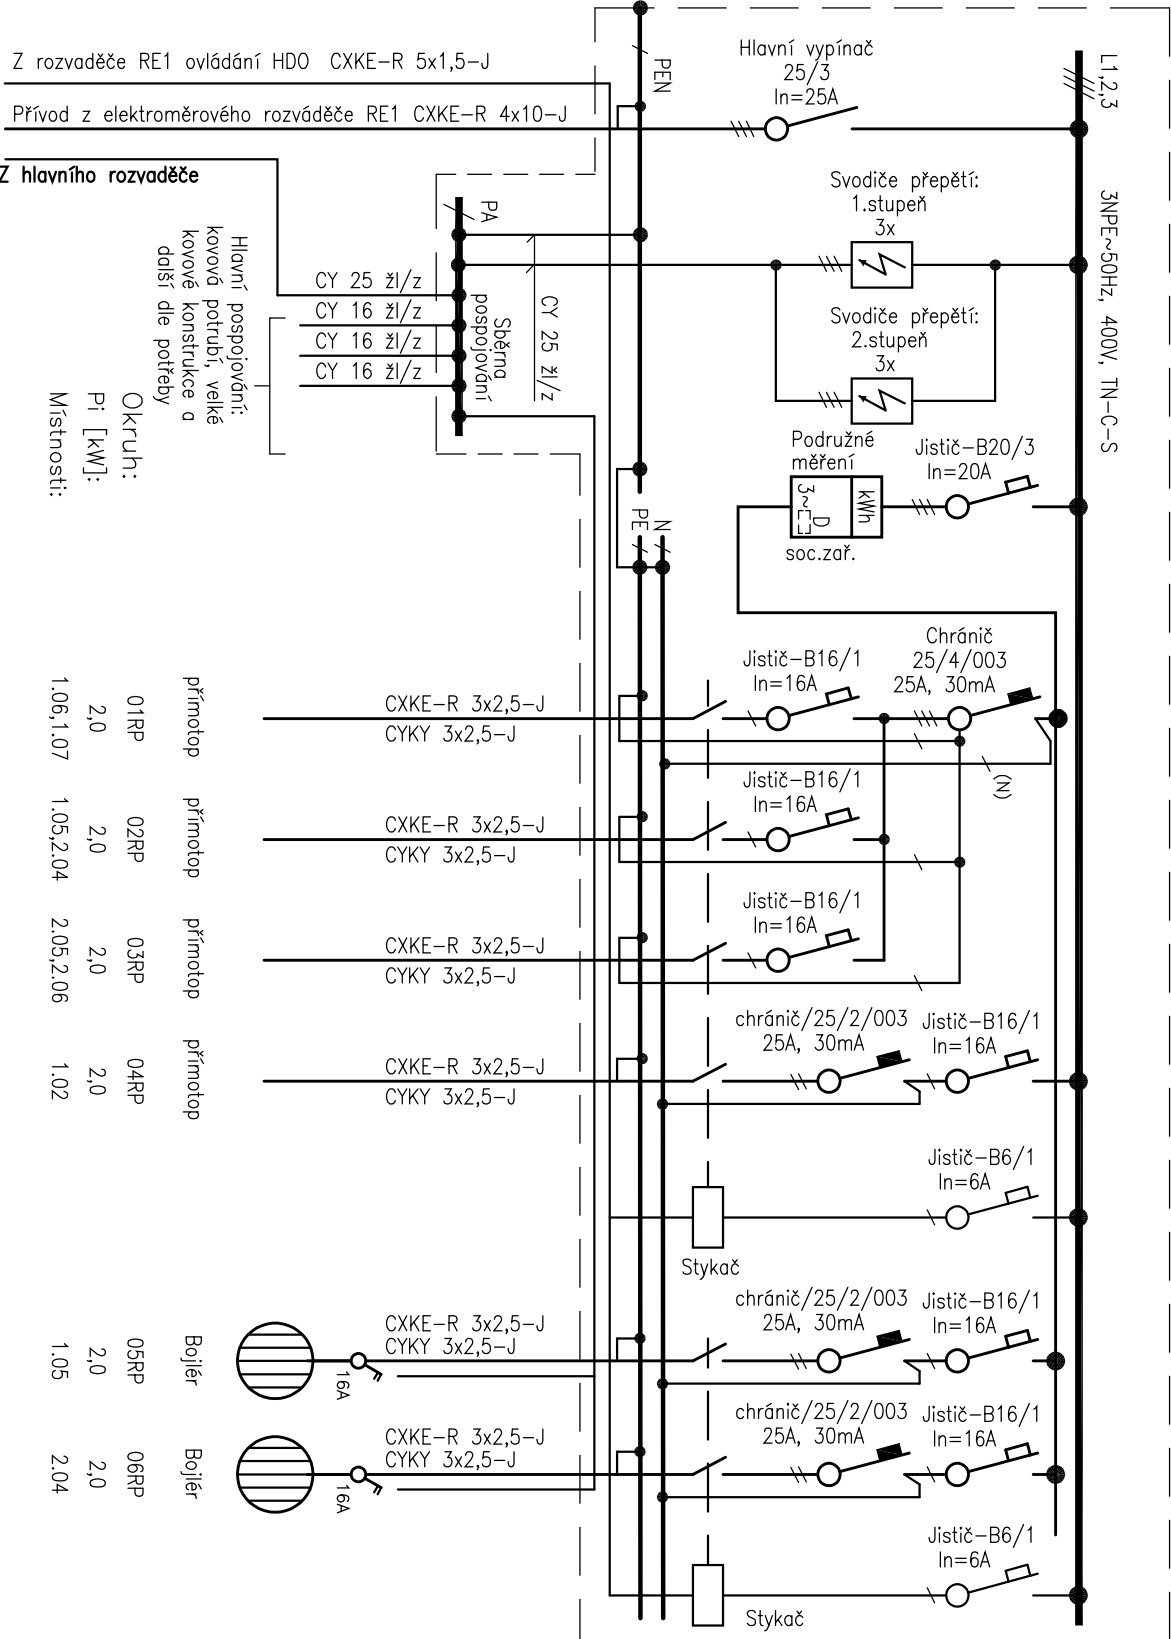 Z rozvaděče RE1 ovládání HDO CXKE-R 5x1,5-J
Přívod z elektroměrového rozváděče RE1 CXKE-R 4x10-J
Z hlavního rozvaděče
PEN
Hlavní vypínač
25/3
In=25A
L1,2,3
3NPE~50Hz, 400V, TN-C-S
PA
Svodiče přepětí:
1.stupeň
3x
Svodiče přepětí:
2.stupeň
3x
Hlavní pospojování:
kovová potrubí, velké
kovové konstrukce a
další dle potřeby
CY 25 žl/z
CY 16 žl/z
CY 16 žl/z
CY 16 žl/z
Sběrna
pospojování
CY 25 žl/z
Podružné
měření
kWh
3~
D
soc.zař.
Jistič-B20/3
In=20A
N
PE
Okruh:
Pi [kW]:
Místnosti:
Chránič
25/4/003
25A, 30mA
(N)
Jistič-B16/1
In=16A
CXKE-R 3x2,5-J
CYKY 3x2,5-J
přímotop
01RP
2,0
1.06,1.07
Jistič-B16/1
In=16A
CXKE-R 3x2,5-J
CYKY 3x2,5-J
přímotop
02RP
2,0
1.05,2.04
Jistič-B16/1
In=16A
CXKE-R 3x2,5-J
CYKY 3x2,5-J
přímotop
03RP
2,0
2.05,2.06
chránič/25/2/003
25A, 30mA
Jistič-B16/1
In=16A
CXKE-R 3x2,5-J
CYKY 3x2,5-J
přímotop
04RP
2,0
1.02
Jistič-B6/1
In=6A
Stykač
chránič/25/2/003
25A, 30mA
Jistič-B16/1
In=16A
CXKE-R 3x2,5-J
CYKY 3x2,5-J
16A
Bojlér
05RP
2,0
1.05
chránič/25/2/003
25A, 30mA
Jistič-B16/1
In=16A
CXKE-R 3x2,5-J
CYKY 3x2,5-J
16A
Bojlér
06RP
2,0
2.04
Jistič-B6/1
In=6A
Stykač